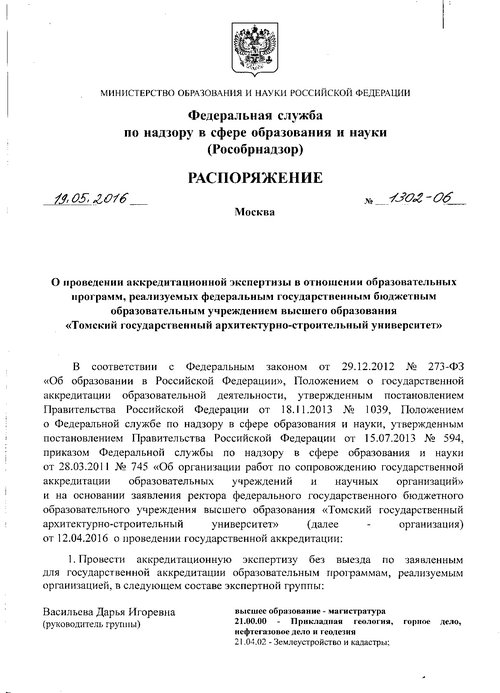 МИНИСТЕРСТВО ОБРАЗОВАНИЯ И НАУКИ РОССИЙСКОЙ ФЕДЕРАЦИИ
Федеральная служба
по надзору в сфере образования и науки
(Рособрнадзор)
РАСПОРЯЖЕНИЕ
19.05.2016 № 1302-06
Москва
О проведении аккредитационной экспертизы в отношении образовательных
программ, реализуемых федеральным государственным бюджетным
образовательным учреждением высшего образования
«Томский государственный архитектурно-строительный университет»
В соответствии с Федеральным законом от 29.12.2012 № 273-ФЗ
«Об образовании в Российской Федерации», Положением о государственной
аккредитации образовательной деятельности, утвержденным постановлением
Правительства Российской Федерации от 18.11.2013 № 1039, Положением
о Федеральной службе по надзору в сфере образования и науки, утвержденным
постановлением Правительства Российской Федерации от 15.07.2013 № 594,
приказом Федеральной службы по надзору в сфере образования и науки
от 28.03.2011 № 745 «Об организации работ по сопровождению государственной
аккредитации образовательных учреждений и научных организаций»
и на основании заявления ректора федерального государственного бюджетного
образовательного учреждения высшего образования «Томский государственный
архитектурно-строительный университет» (далее - организация)
от 12.04.2016 о проведении государственной аккредитации:
1. Провести аккредитационную экспертизу без выезда по заявленным
для государственной аккредитации образовательным программам, реализуемым
организацией, в следующем составе экспертной группы:
Васильева Дарья Игоревна
(руководитель группы)
высшее образование - магистратура
21.00.00 - Прикладная геология, горное дело,
нефтегазовое дело и геодезия
21.04.02 - Землеустройство и кадастры;